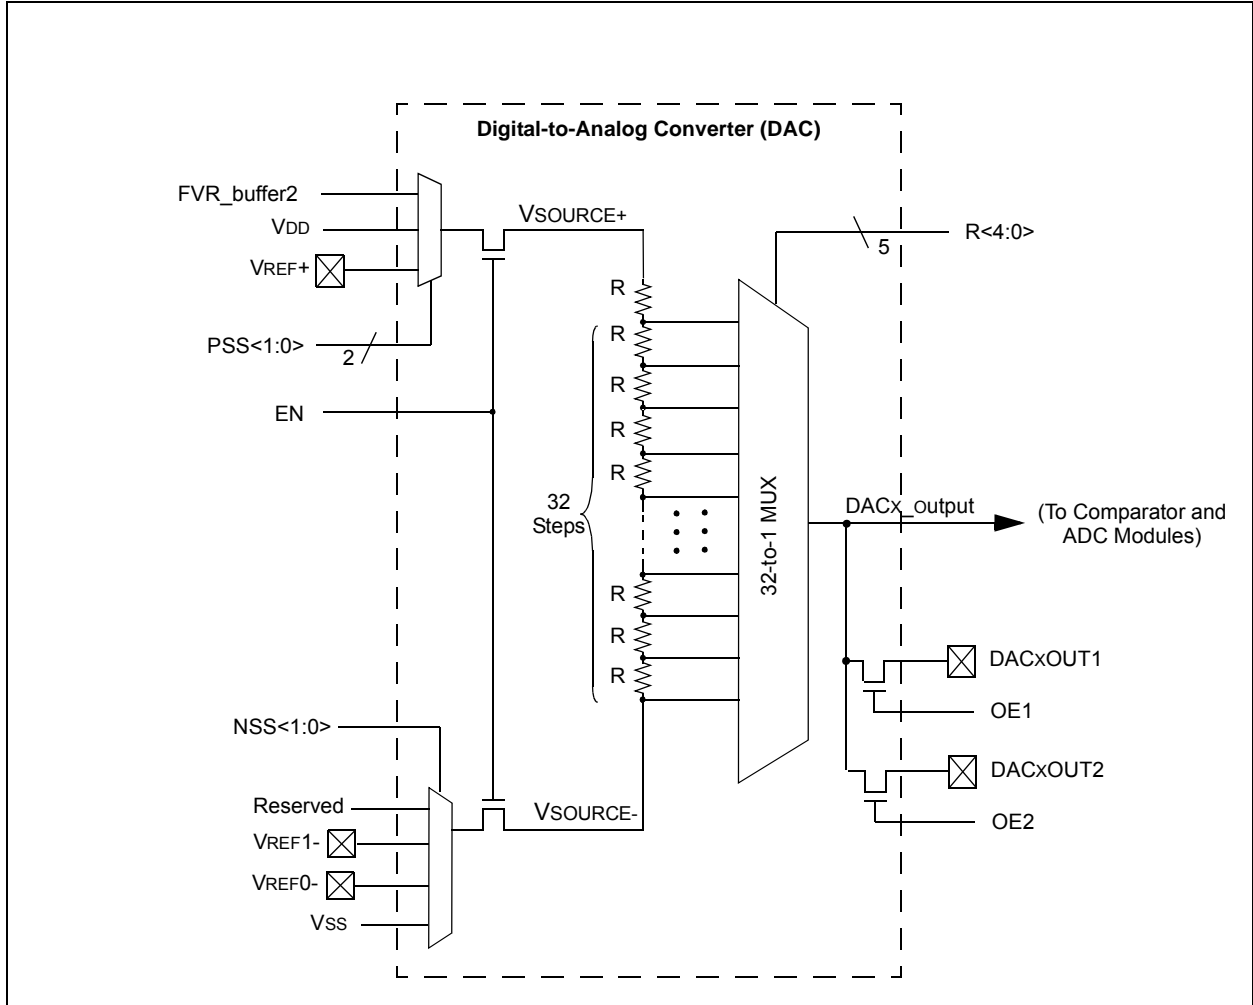 Digital-to-Analog Converter (DAC)
FVR_buffer2
VDD
VREF+
VSOURCE+
R<4:0>
5
PSS<1:0>
2
EN
R
R
R
R
R
32
Steps
32-to-1 MUX
DACX_output
(To Comparator and
ADC Modules)
R
R
R
DACXOUT1
OE1
NSS<1:0>
DACXOUT2
Reserved
VSOURCE-
OE2
VREF1-
VREF0-
VSS